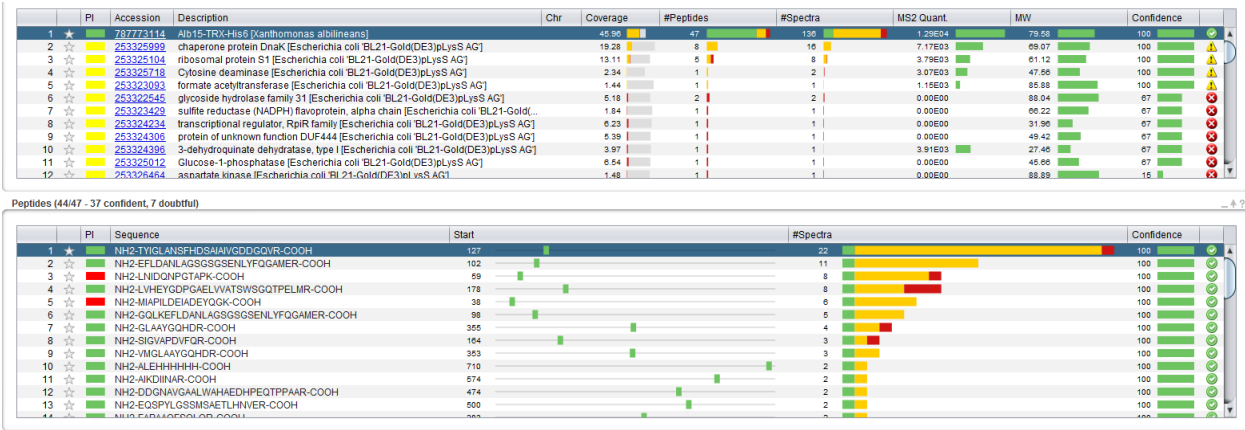 PI Accession Description Chr Coverage #Peptides #Spectra MS2 Quant. MW Confidence
1 787773114 Alb15-TRX-His6 [Xanthomonas albilineans] 45.96 47 136 1.29E04 79.58 100
2 253325999 chaperone protein DnaK [Escherichia coli 'BL21-Gold(DE3)pLysS AG'] 19.28 8 16 7.17E03 69.07 100
3 253325104 ribosomal protein S1 [Escherichia coli 'BL21-Gold(DE3)pLysS AG'] 13.11 5 8 3.79E03 61.12 100
4 253325718 Cytosine deaminase [Escherichia coli 'BL21-Gold(DE3)pLysS AG'] 2.34 1 2 3.07E03 47.56 100
5 253323093 formate acetyltransferase [Escherichia coli 'BL21-Gold(DE3)pLysS AG'] 1.44 1 1 1.15E03 85.88 100
6 253322545 glycoside hydrolase family 31 [Escherichia coli 'BL21-Gold(DE3)pLysS AG'] 5.18 2 2 0.00E00 88.04 67
7 253323429 sulfite reductase (NADPH) flavoprotein, alpha chain [Escherichia coli 'BL21-Gold(... 1.84 1 1 0.00E00 66.22 67
8 253324234 transcriptional regulator, RpiR family [Escherichia coli 'BL21-Gold(DE3)pLysS AG'] 6.23 1 1 0.00E00 31.96 67
9 253324306 protein of unknown function DUF444 [Escherichia coli 'BL21-Gold(DE3)pLysS AG'] 5.39 1 1 0.00E00 49.42 67
10 253324396 3-dehydroquinate dehydratase, type I [Escherichia coli 'BL21-Gold(DE3)pLysS AG'] 3.97 1 1 3.91E03 27.46 67
11 253325012 Glucose-1-phosphatase [Escherichia coli 'BL21-Gold(DE3)pLysS AG'] 6.54 1 1 0.00E00 45.66 67
12 253326464 aspartate kinase [Escherichia coli 'BL21-Gold(DE3)pLysS AG'] 1.48 1 1 0.00E00 88.89 15
Peptides (44/47 - 37 confident, 7 doubtful)
PI Sequence Start #Spectra Confidence
1 NH2-TYIGLANSFHDSAIAIVGDDGQVR-COOH 127 22 100
2 NH2-EFLDANLAGSGSGSENLYFQGAMER-COOH 102 11 100
3 NH2-LNIDQNPGTAPK-COOH 59 8 100
4 NH2-LVHEYGDPGAELVVATSWSGQTPELMR-COOH 178 8 100
5 NH2-MIAPILDEIADEYQGK-COOH 38 6 100
6 NH2-GQLKEFLDANLAGSGSGSENLYFQGAMER-COOH 98 5 100
7 NH2-GLAAYGQHDR-COOH 355 4 100
8 NH2-SIGVAPDVFQR-COOH 164 3 100
9 NH2-VMGLAAYGQHDR-COOH 353 3 100
10 NH2-ALEHHHHHH-COOH 710 2 100
11 NH2-AIKDIINAR-COOH 574 2 100
12 NH2-DDGNAVGAALWAHAEDHPEQTPPAAR-COOH 474 2 100
13 NH2-EQSPYLGSSMSAETLHNVER-COOH 500 2 100